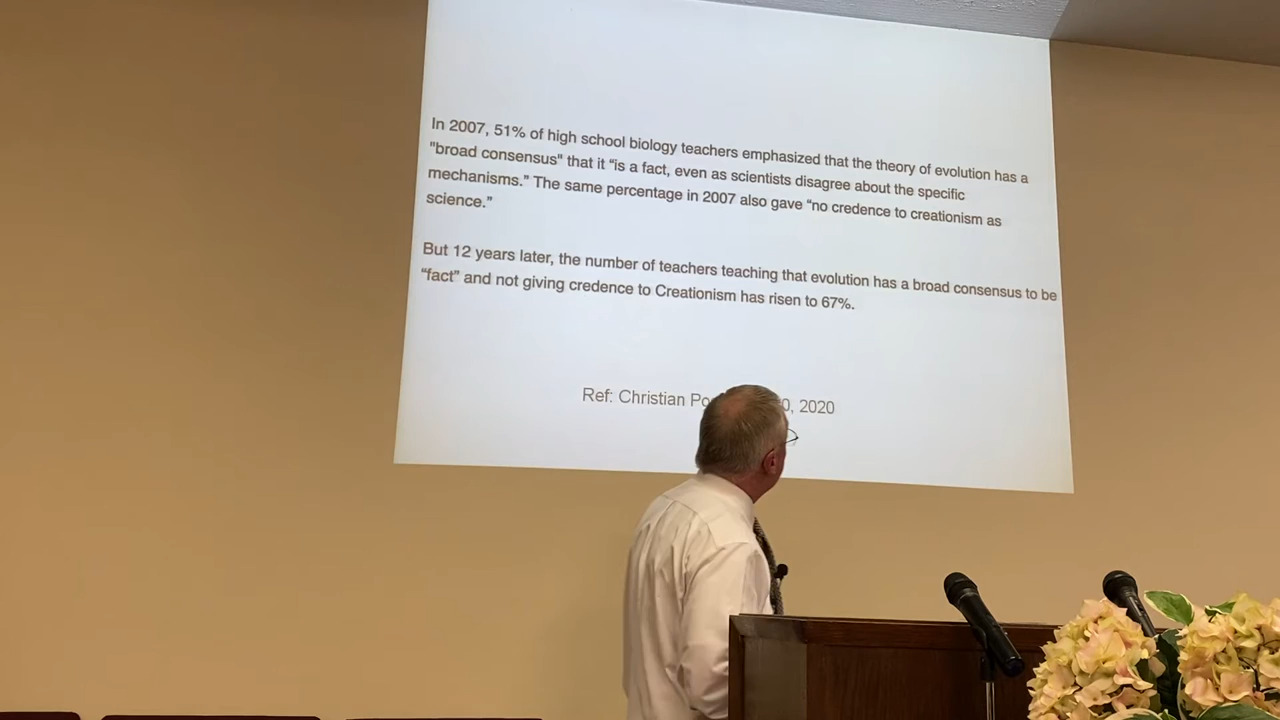 In 2007, 51% of high school biology teachers emphasized that the theory of evolution has a
"broad consensus" that it “is a fact, even as scientists disagree about the specific
mechanisms.” The same percentage in 2007 also gave “no credence to creationism as
science.”
But 12 years later, the number of teachers teaching that evolution has a broad consensus to be
“fact” and not giving credence to Creationism has risen to 67%.
Ref: Christian 2020